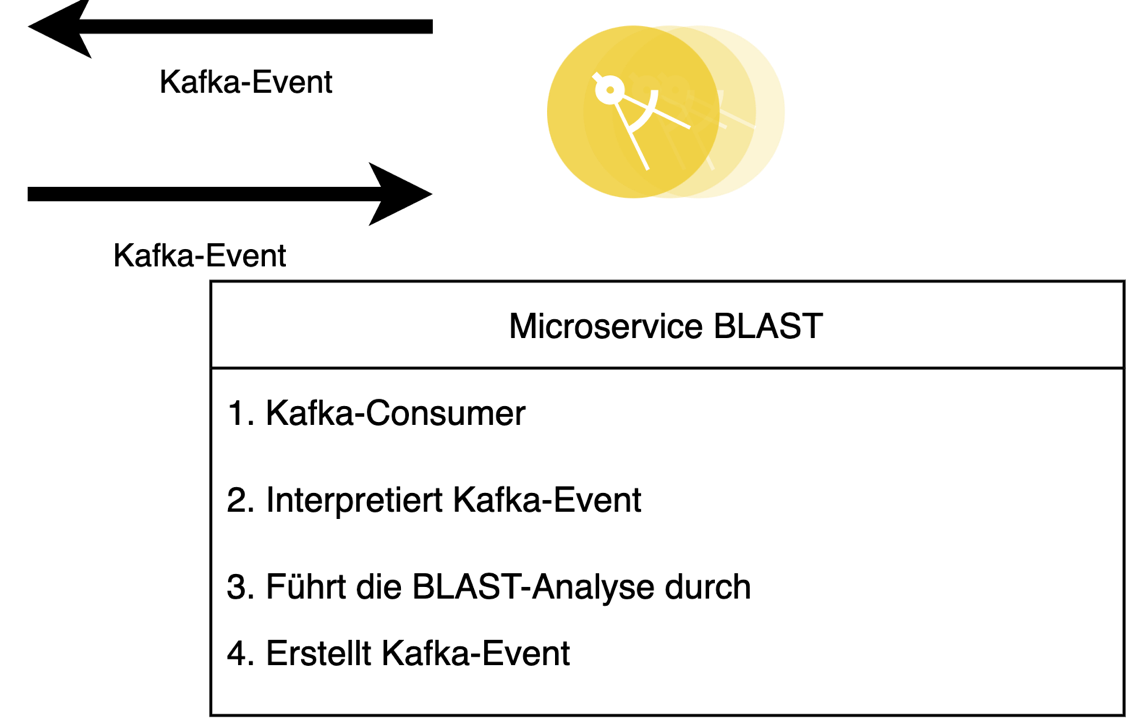 Kafka-Event
Kafka-Event
Microservice BLAST
1. Kafka-Consumer
2. Interpretiert Kafka-Event
3. Führt die BLAST-Analyse durch
4. Erstellt Kafka-Event